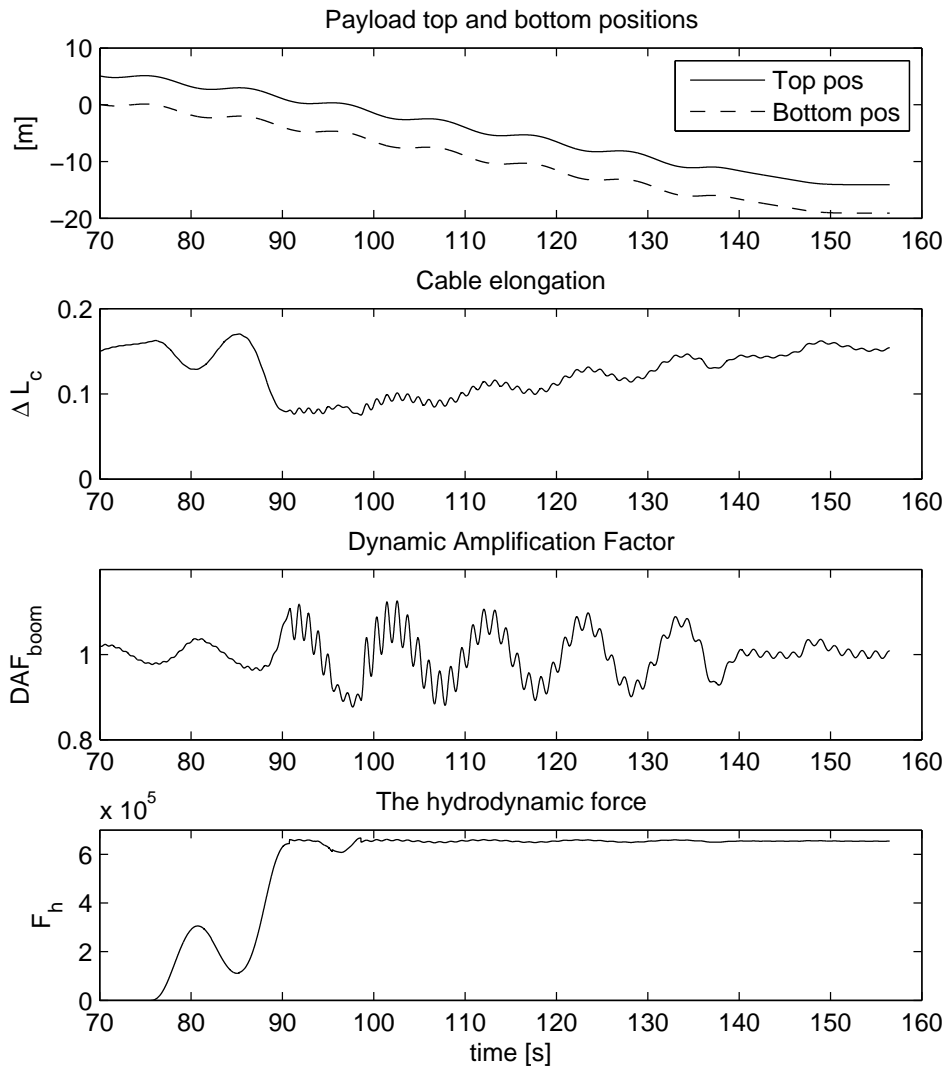 Payload top and bottom positions
10
0
−10
−20
[m]
Top pos
Bottom pos
70 80 90 100 110 120 130 140 150 160
Cable elongation
0.2
0.1
0
Δ L_c
70 80 90 100 110 120 130 140 150 160
Dynamic Amplification Factor
1
0.8
DAF_boom
70 80 90 100 110 120 130 140 150 160
x 10^5
The hydrodynamic force
6
4
2
0
F_h
70 80 90 100 110 120 130 140 150 160
time [s]